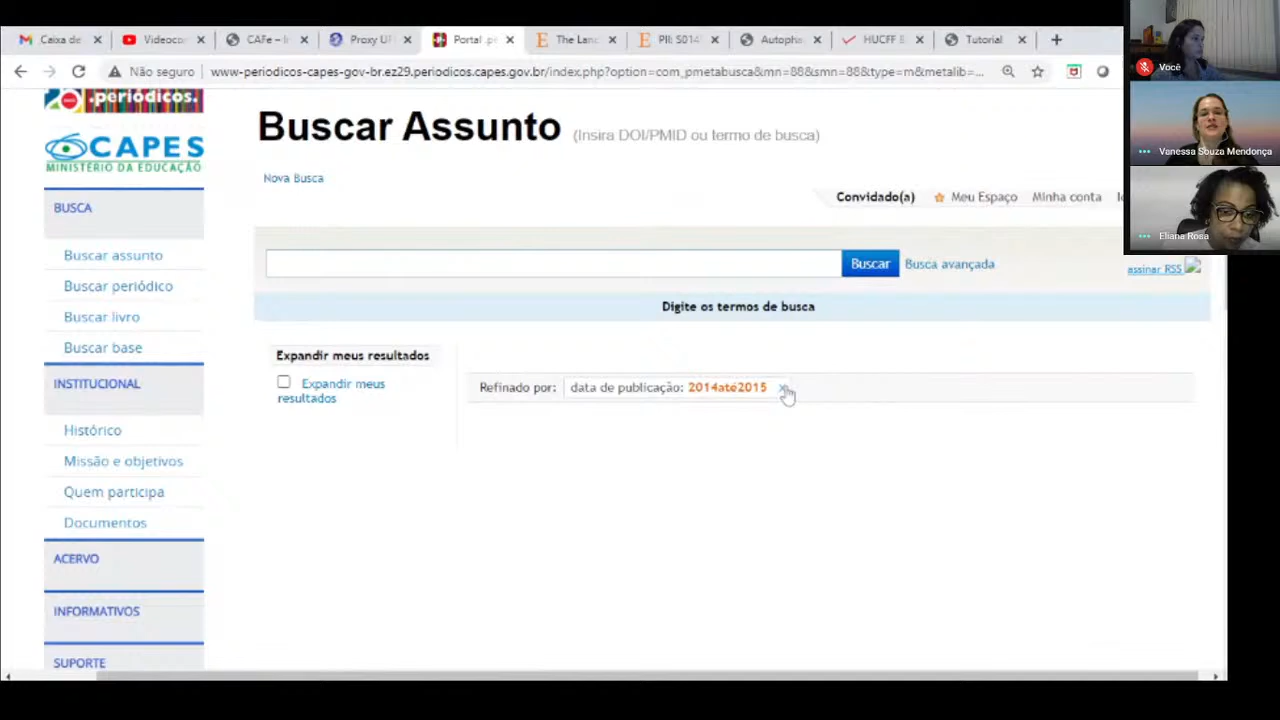 Caixa de
Videoco
CAFe – I
Proxy U
Portal .pe
The Lan
PII: S014
Autopha
HUCFF
Tutorial
Não seguro
www-periodicos-capes-gov-br.ez29.periodicos.capes.gov.br/index.php?option=com_pmetabusca&mn=88&smn=88&type=m&metalib=...
Você
Vanessa Souza Mendonça
Eliana Rosa
.periodicos.
CAPES
MINISTÉRIO DA EDUCAÇÃO
Buscar Assunto (Insira DOI/PMID ou termo de busca)
Nova Busca
Convidado(a) Meu Espaço Minha conta
BUSCA
Buscar assunto
Buscar periódico
Buscar livro
Buscar base
INSTITUCIONAL
Histórico
Missão e objetivos
Quem participa
Documentos
ACERVO
INFORMATIVOS
SUPORTE
Buscar Busca avançada
assinar RSS
Digite os termos de busca
Expandir meus resultados
Expandir meus
resultados
Refinado por: data de publicação: 2014até2015